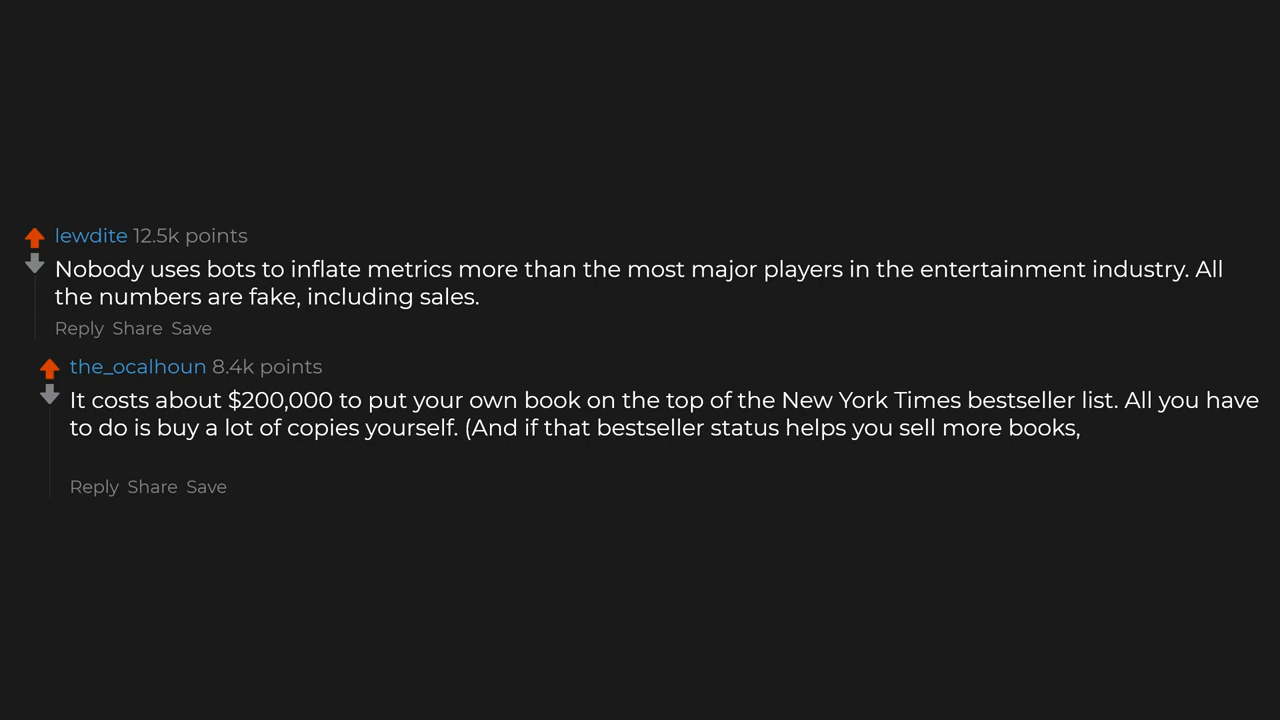 lewdite 12.5k points
Nobody uses bots to inflate metrics more than the most major players in the entertainment industry. All
the numbers are fake, including sales.
Reply Share Save
the_ocalhoun 8.4k points
It costs about $200,000 to put your own book on the top of the New York Times bestseller list. All you have
to do is buy a lot of copies yourself. (And if that bestseller status helps you sell more books,
Reply Share Save